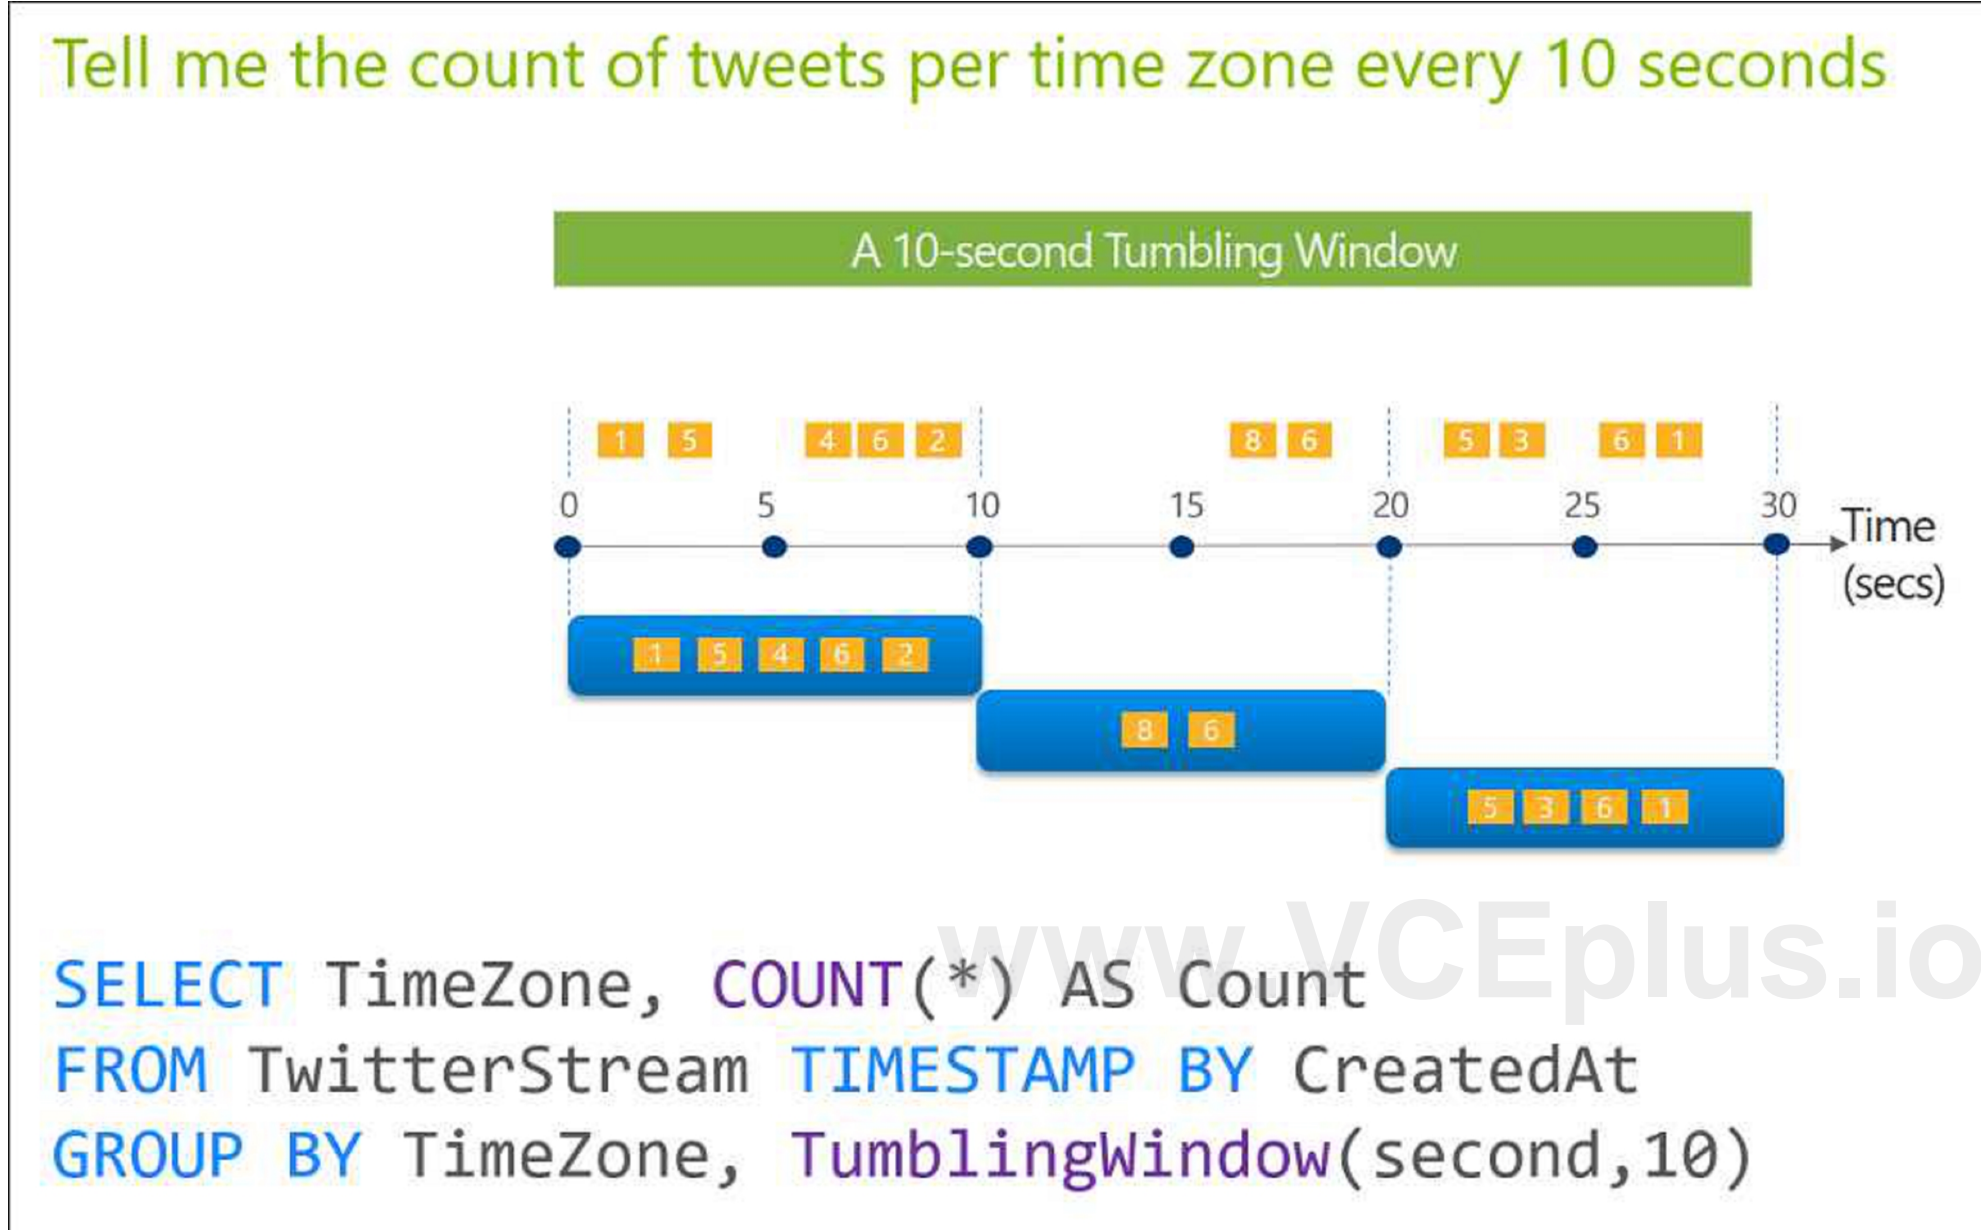 Tell me the count of tweets per time zone every 10 seconds
A 10-second Tumbling Window
1 5 4 6 2 8 6 5 3 6 1
0 5 10 15 20 25 30
Time
(secs)
1 5 4 6 2
8 6
5 3 6 1
www.VCEplus.io
SELECT TimeZone, COUNT(*) AS Count
FROM TwitterStream TIMESTAMP BY CreatedAt
GROUP BY TimeZone, TumblingWindow(second,10)